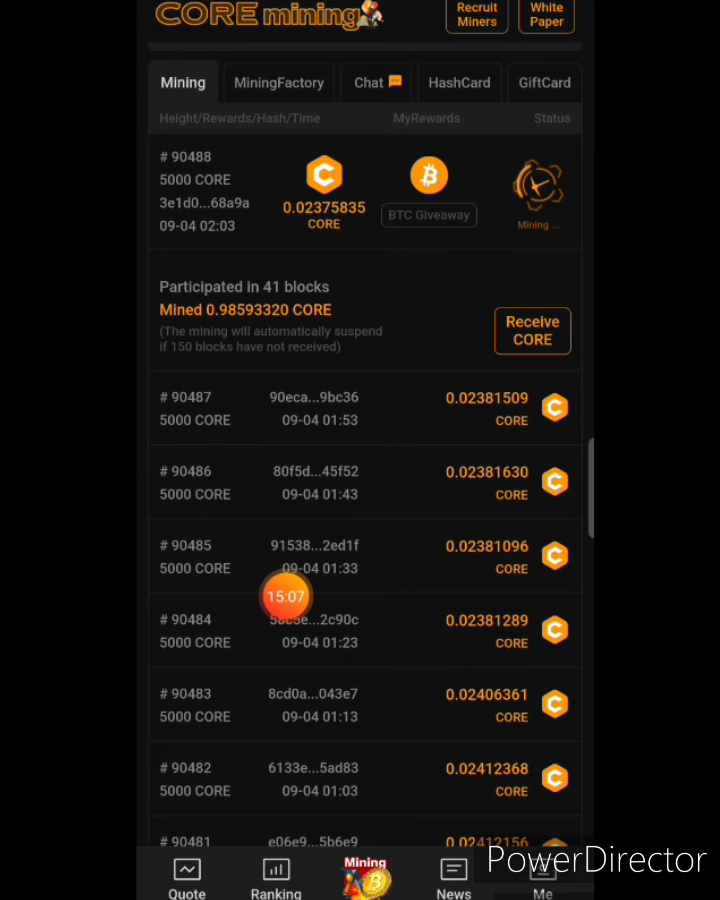 CORE mining
Recruit
Miners
White
Paper
Mining
MiningFactory
Chat
HashCard
GiftCard
Height/Rewards/Hash/Time
MyRewards
Status
# 90488
5000 CORE
3e1d0...68a9a
09-04 02:03
0.02375835
CORE
BTC Giveaway
Mining ...
Participated in 41 blocks
Mined 0.98593320 CORE
(The mining will automatically suspend
if 150 blocks have not received)
Receive
CORE
# 90487 90eca...9bc36 0.02381509
5000 CORE 09-04 01:53 CORE
# 90486 80f5d...45f52 0.02381630
5000 CORE 09-04 01:43 CORE
# 90485 91538...2ed1f 0.02381096
5000 CORE 09-04 01:33 CORE
15:07
# 90484 58c5e...2c90c 0.02381289
5000 CORE 09-04 01:23 CORE
# 90483 8cd0a...043e7 0.02406361
5000 CORE 09-04 01:13 CORE
# 90482 6133e...5ad83 0.02412368
5000 CORE 09-04 01:03 CORE
# 90481 e06e9...5b6e9 0.02412156
PowerDirector
Quote
Ranking
Mining
News
Me